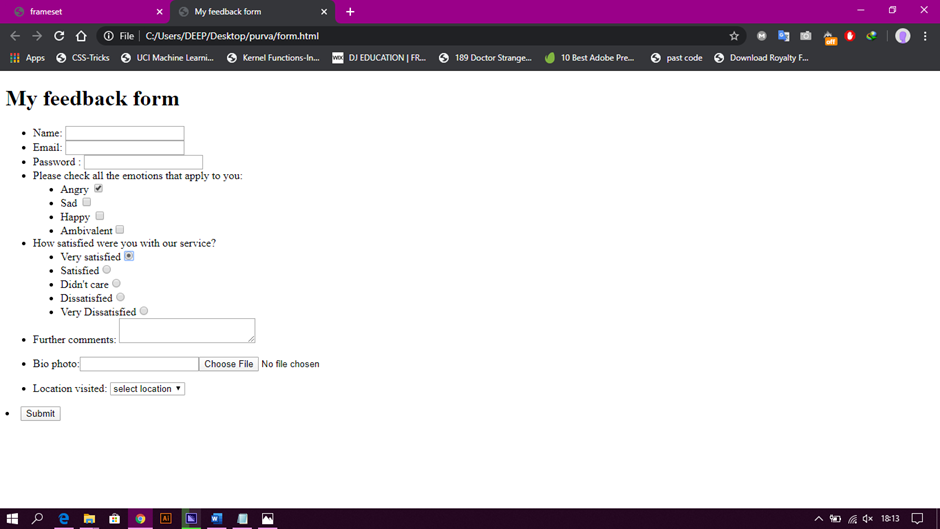 frameset
My feedback form
File
C:/Users/DEEP/Desktop/purva/form.html
off
Apps
CSS-Tricks
UCI Machine Learni...
Kernel Functions-In...
WIX DJ EDUCATION | FR...
189 Doctor Strange...
10 Best Adobe Pre...
past code
Download Royalty F...
My feedback form
Name:
Email:
Password :
Please check all the emotions that apply to you:
Angry
Sad
Happy
Ambivalent
How satisfied were you with our service?
Very satisfied
Satisfied
Didn't care
Dissatisfied
Very Dissatisfied
Further comments:
Bio photo: Choose File No file chosen
Location visited: select location
Submit
Ai
18:13